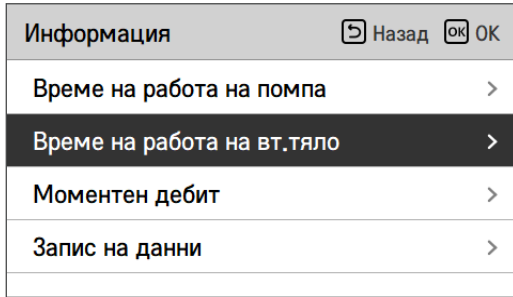 Информация Назад OK OK
Време на работа на помпа
Време на работа на вт.тяло
Моментен дебит
Запис на данни